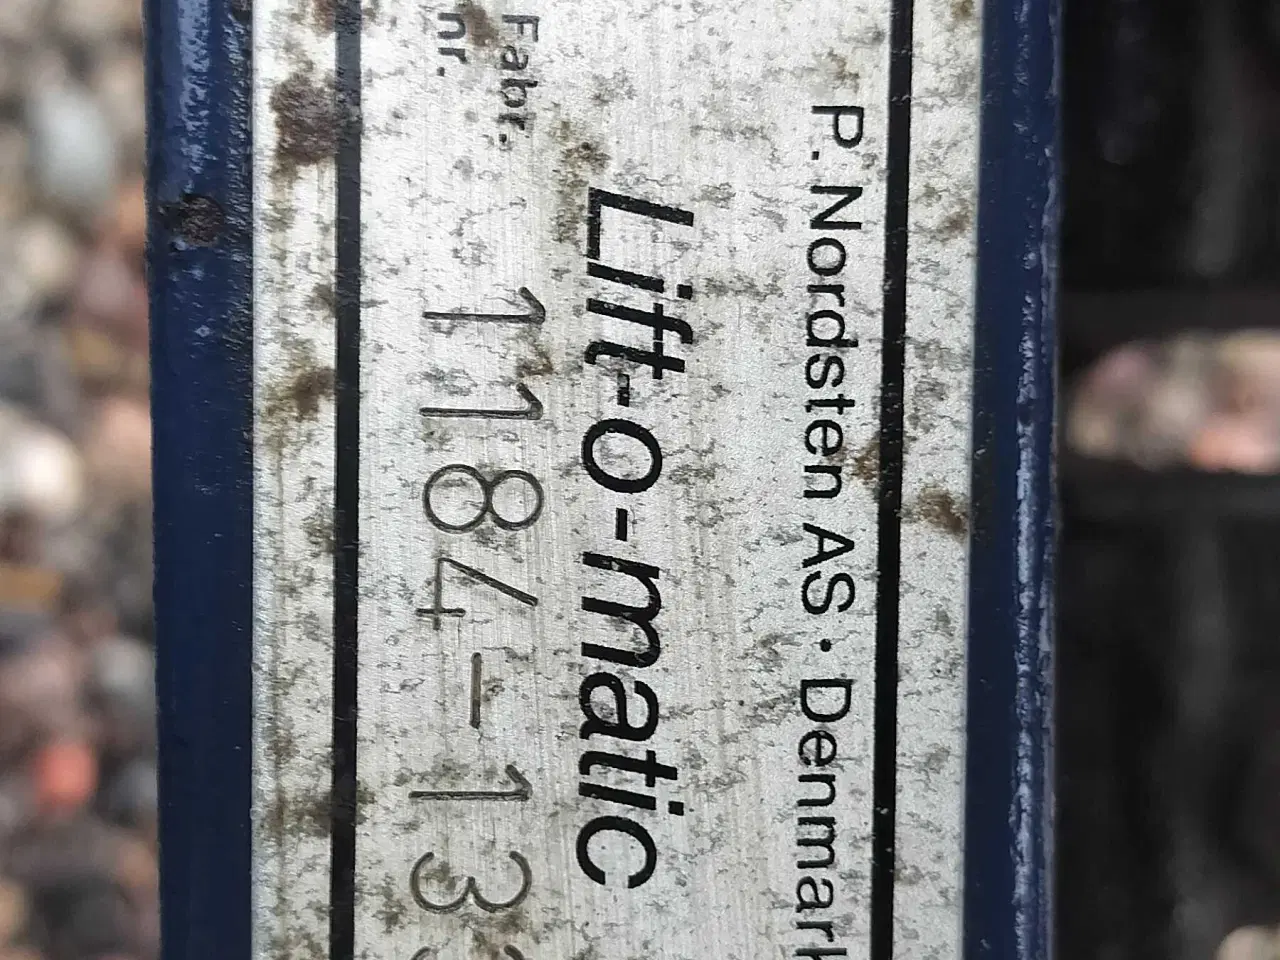 P. Nordsten AS · Denmark
Lift-o-matic
Fabr.
nr.
1184-13